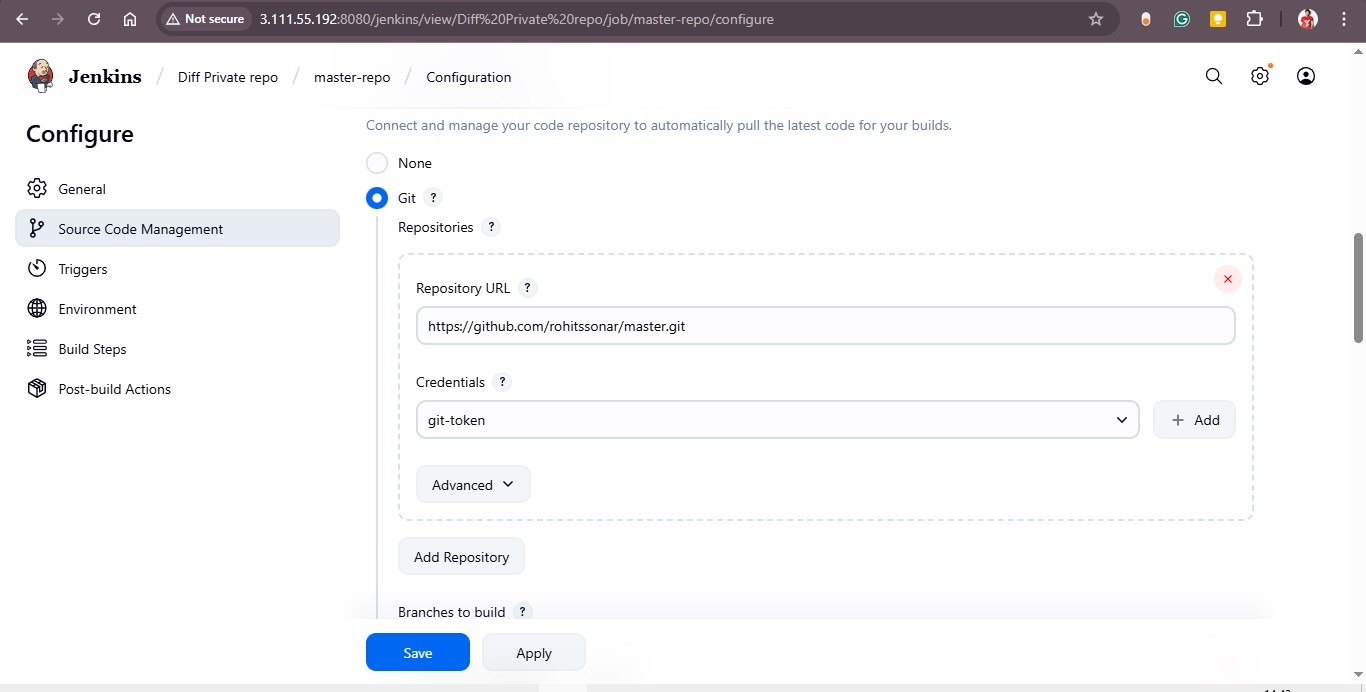 Not secure 3.111.55.192:8080/jenkins/view/Diff%20Private%20repo/job/master-repo/configure
Jenkins / Diff Private repo / master-repo / Configuration
Configure
General
Source Code Management
Triggers
Environment
Build Steps
Post-build Actions
Connect and manage your code repository to automatically pull the latest code for your builds.
None
Git ?
Repositories ?
Repository URL ?
https://github.com/rohitssonar/master.git
Credentials ?
git-token
+ Add
Advanced
Add Repository
Branches to build ?
Save Apply